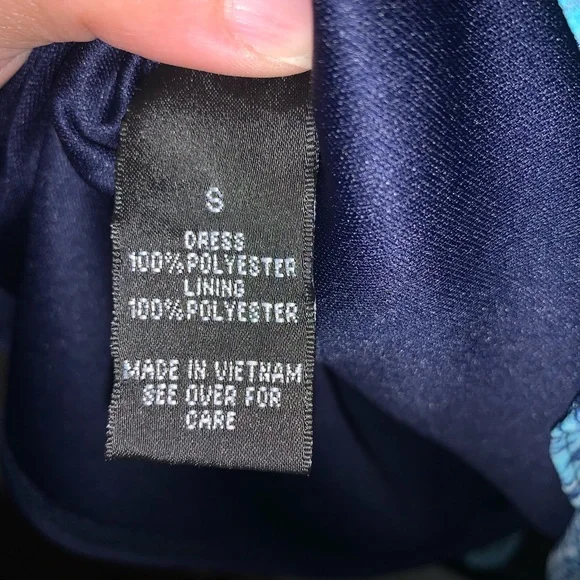 S
DRESS
100%POLYESTER
LINING
100%POLYESTER
MADE IN VIETNAM
SEE OVER FOR
CARE